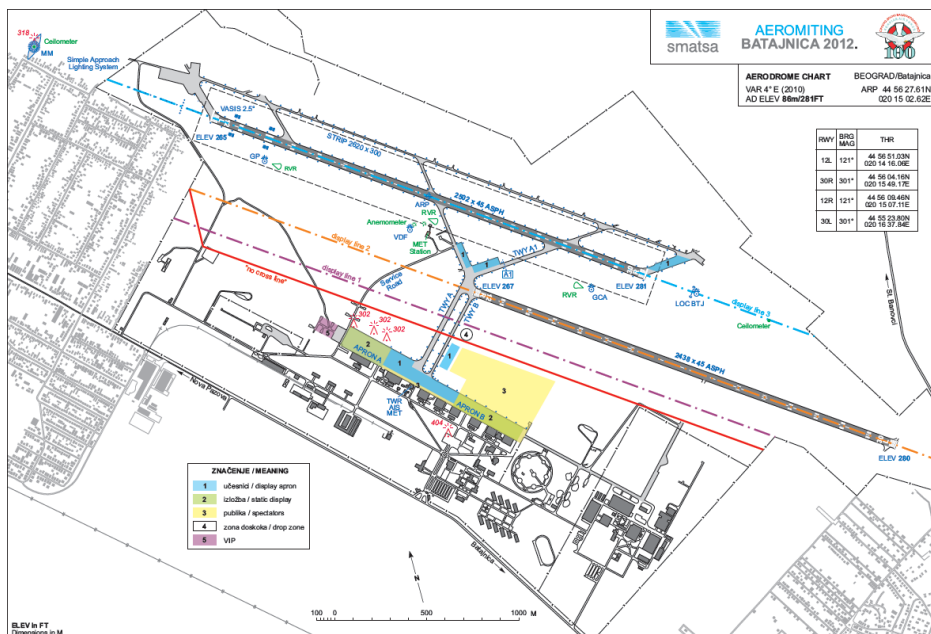 318
Ceilometer
MM
Simple Approach
Lighting System
smatsa
AEROMITING
BATAJNICA 2012.
100
AERODROME CHART
BEOGRAD/Batajnica
VAR 4° E (2010)
ARP 44 56 27.61N
AD ELEV 86m/281FT
020 15 02.62E
RWY BRG MAG THR
12L 121° 44 56 51.03N 020 14 16.06E
30R 301° 44 56 04.16N 020 15 49.17E
12R 121° 44 56 09.46N 020 15 07.11E
30L 301° 44 55 23.80N 020 16 37.84E
VASIS 2.5°
ELEV 265
STRIP 2620 x 300
GP
RVR
2502 x 45 ASPH
ARP
RVR
Anemometer
VDF
MET
Station
TWY A1
1
1
1
A1
ELEV 267
ELEV 281
RVR
GCA
LOC BTJ
display line 3
Ceilometer
St. Banovci
display line 2
display line 1
"no cross line"
Service
Road
TWY A
TWY B
4
302
302
302
5
2
APRON A
1
1
3
3
2438 x 45 ASPH
ELEV 280
TWR
AIS
MET
APRON B
2
404
Nova Pazova
Batajnica
ZNAČENJE / MEANING
1 učesnici / display apron
2 izložba / static display
3 publika / spectators
4 zona doskoka / drop zone
5 VIP
N
100 0 500 1000 M
ELEV in FT
Dimensions in M